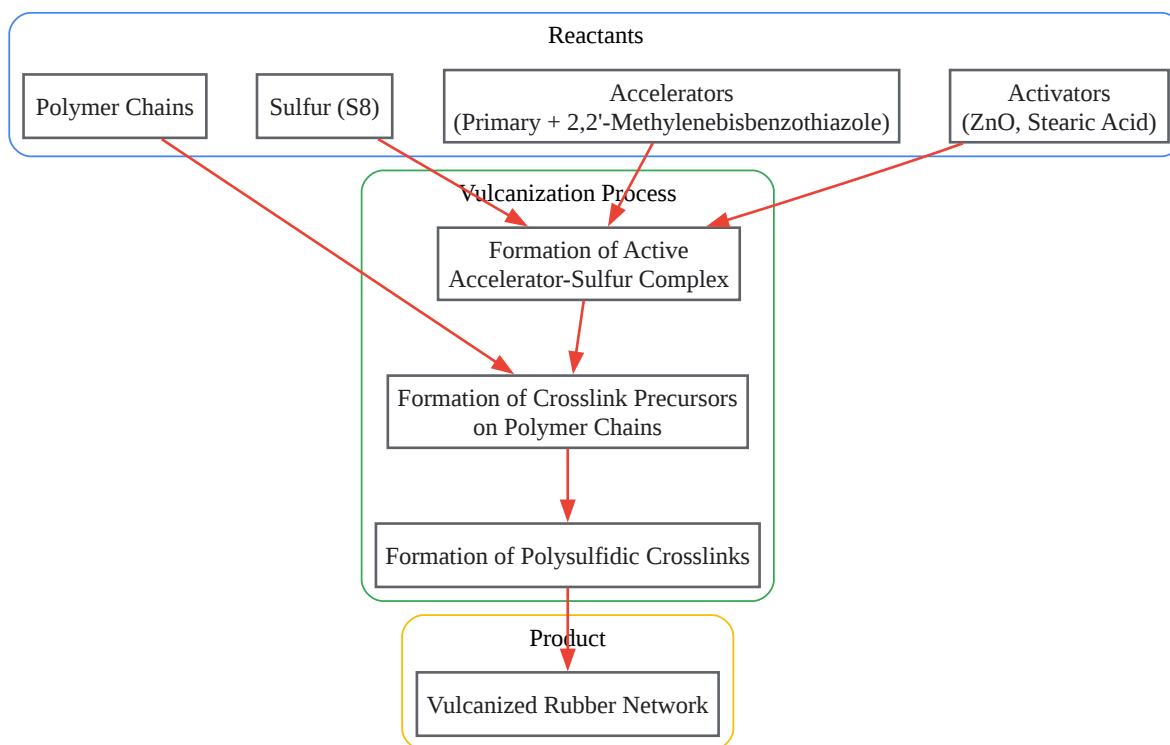 Reactants
Polymer Chains
Sulfur (S8)
Accelerators
(Primary + 2,2'-Methylenebisbenzothiazole)
Activators
(ZnO, Stearic Acid)
Vulcanization Process
Formation of Active
Accelerator-Sulfur Complex
Formation of Crosslink Precursors
on Polymer Chains
Formation of Polysulfidic Crosslinks
Product
Vulcanized Rubber Network